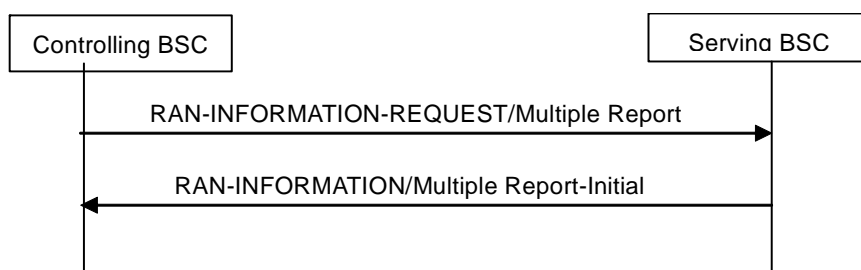 Controlling BSC
Serving BSC
RAN-INFORMATION-REQUEST/Multiple Report
RAN-INFORMATION/Multiple Report-Initial